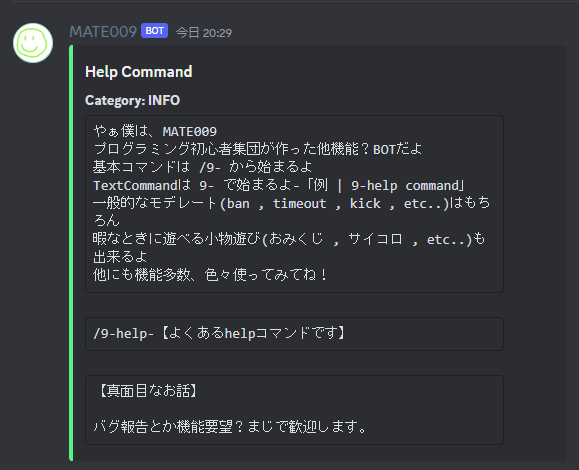 MATE009 BOT 今日 20:29
Help Command
Category: INFO
やぁ僕は、MATE009
プログラミング初心者集団が作った他機能？BOTだよ
基本コマンドは /9- から始まるよ
TextCommandは 9- で始まるよ-「例 | 9-help command」
一般的なモデレート(ban , timeout , kick , etc..)はもち
ろん
暇なときに遊べる小物遊び(おみくじ , サイコロ , etc..)も
出来るよ
他にも機能多数、色々使ってみてね！
/9-help-【よくあるhelpコマンドです】
【真面目なお話】
バグ報告とか機能要望？まじで歓迎します。